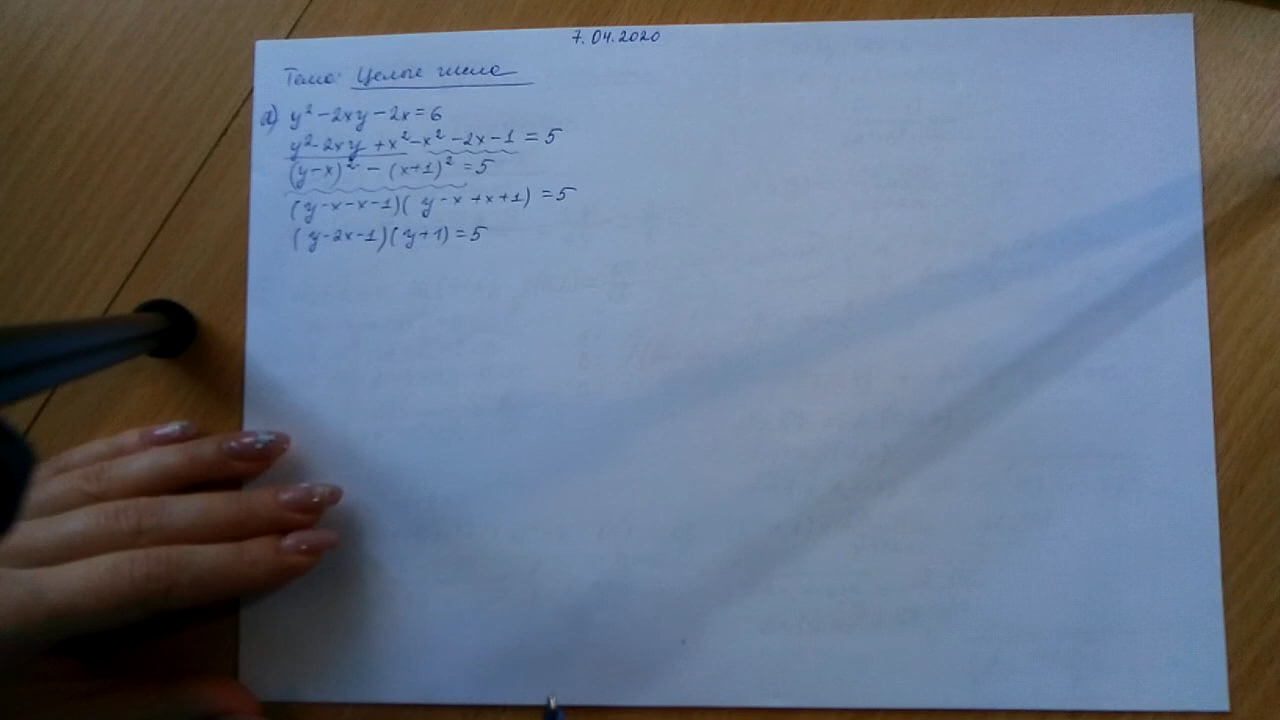 7.04.2020
Тема: Целые числа
а) y² - 2xy - 2x = 6
y² - 2xy + x² - x² - 2x - 1 = 5
(y-x)² - (x+1)² = 5
(y-x-x-1)(y-x+x+1) = 5
(y-2x-1)(y+1) = 5